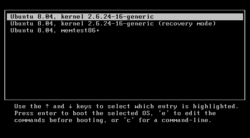 Ubuntu 8.04, kernel 2.6.24-16-generic
Ubuntu 8.04, kernel 2.6.24-16-generic (recovery mode)
Ubuntu 8.04, memtest86+
Use the ↑ and ↓ keys to select which entry is highlighted.
Press enter to boot the selected OS, 'e' to edit the
commands before booting, or 'c' for a command-line.